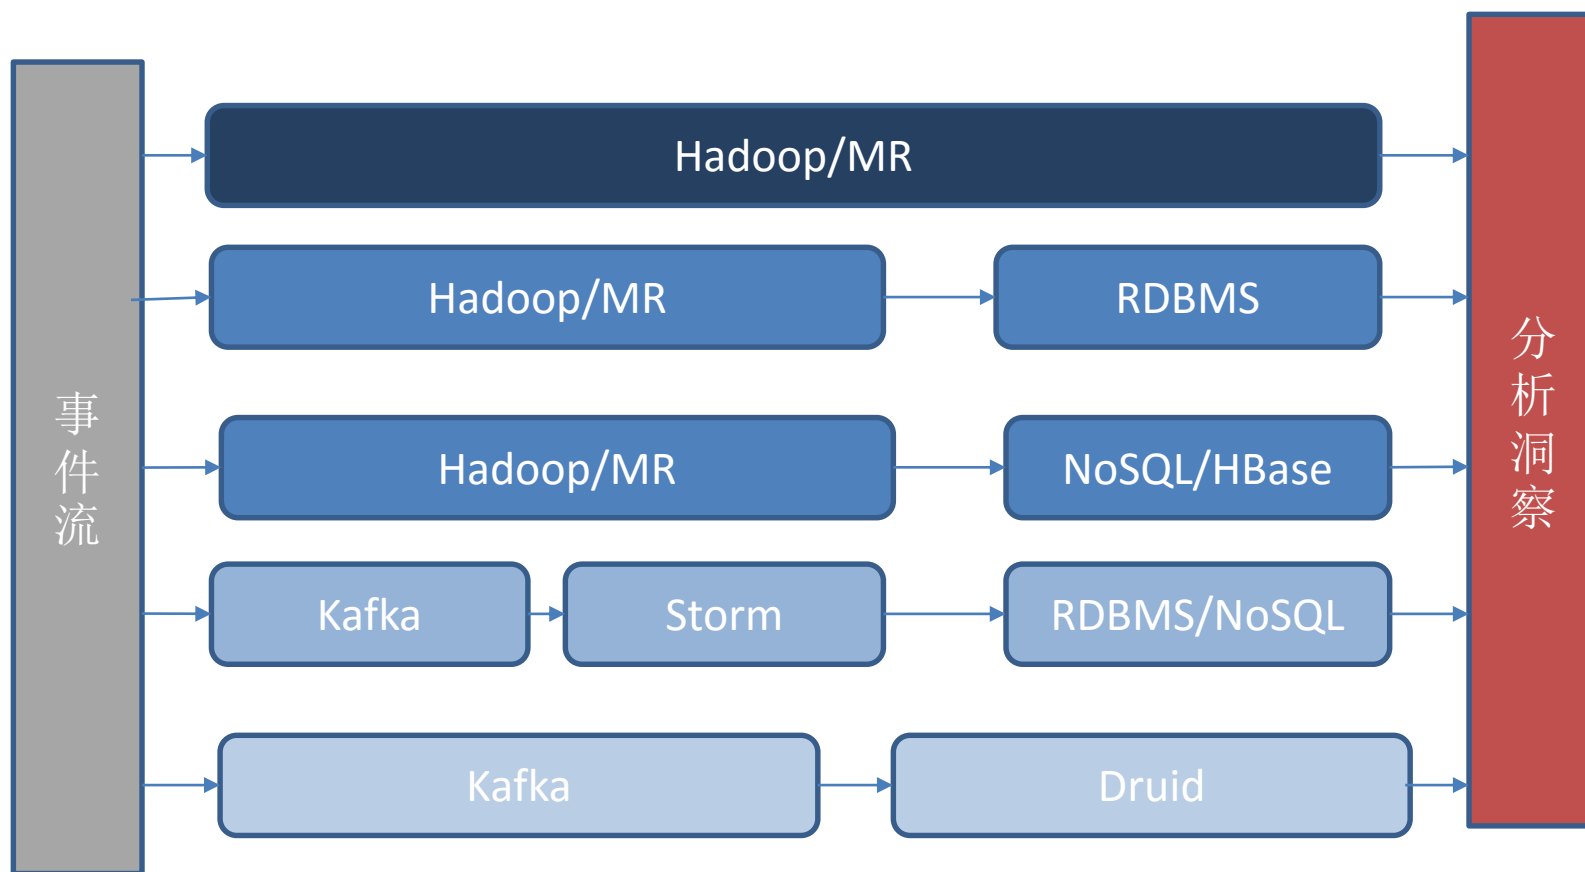 事件流
Hadoop/MR
Hadoop/MR
RDBMS
Hadoop/MR
NoSQL/HBase
Kafka
Storm
RDBMS/NoSQL
Kafka
Druid
分析洞察